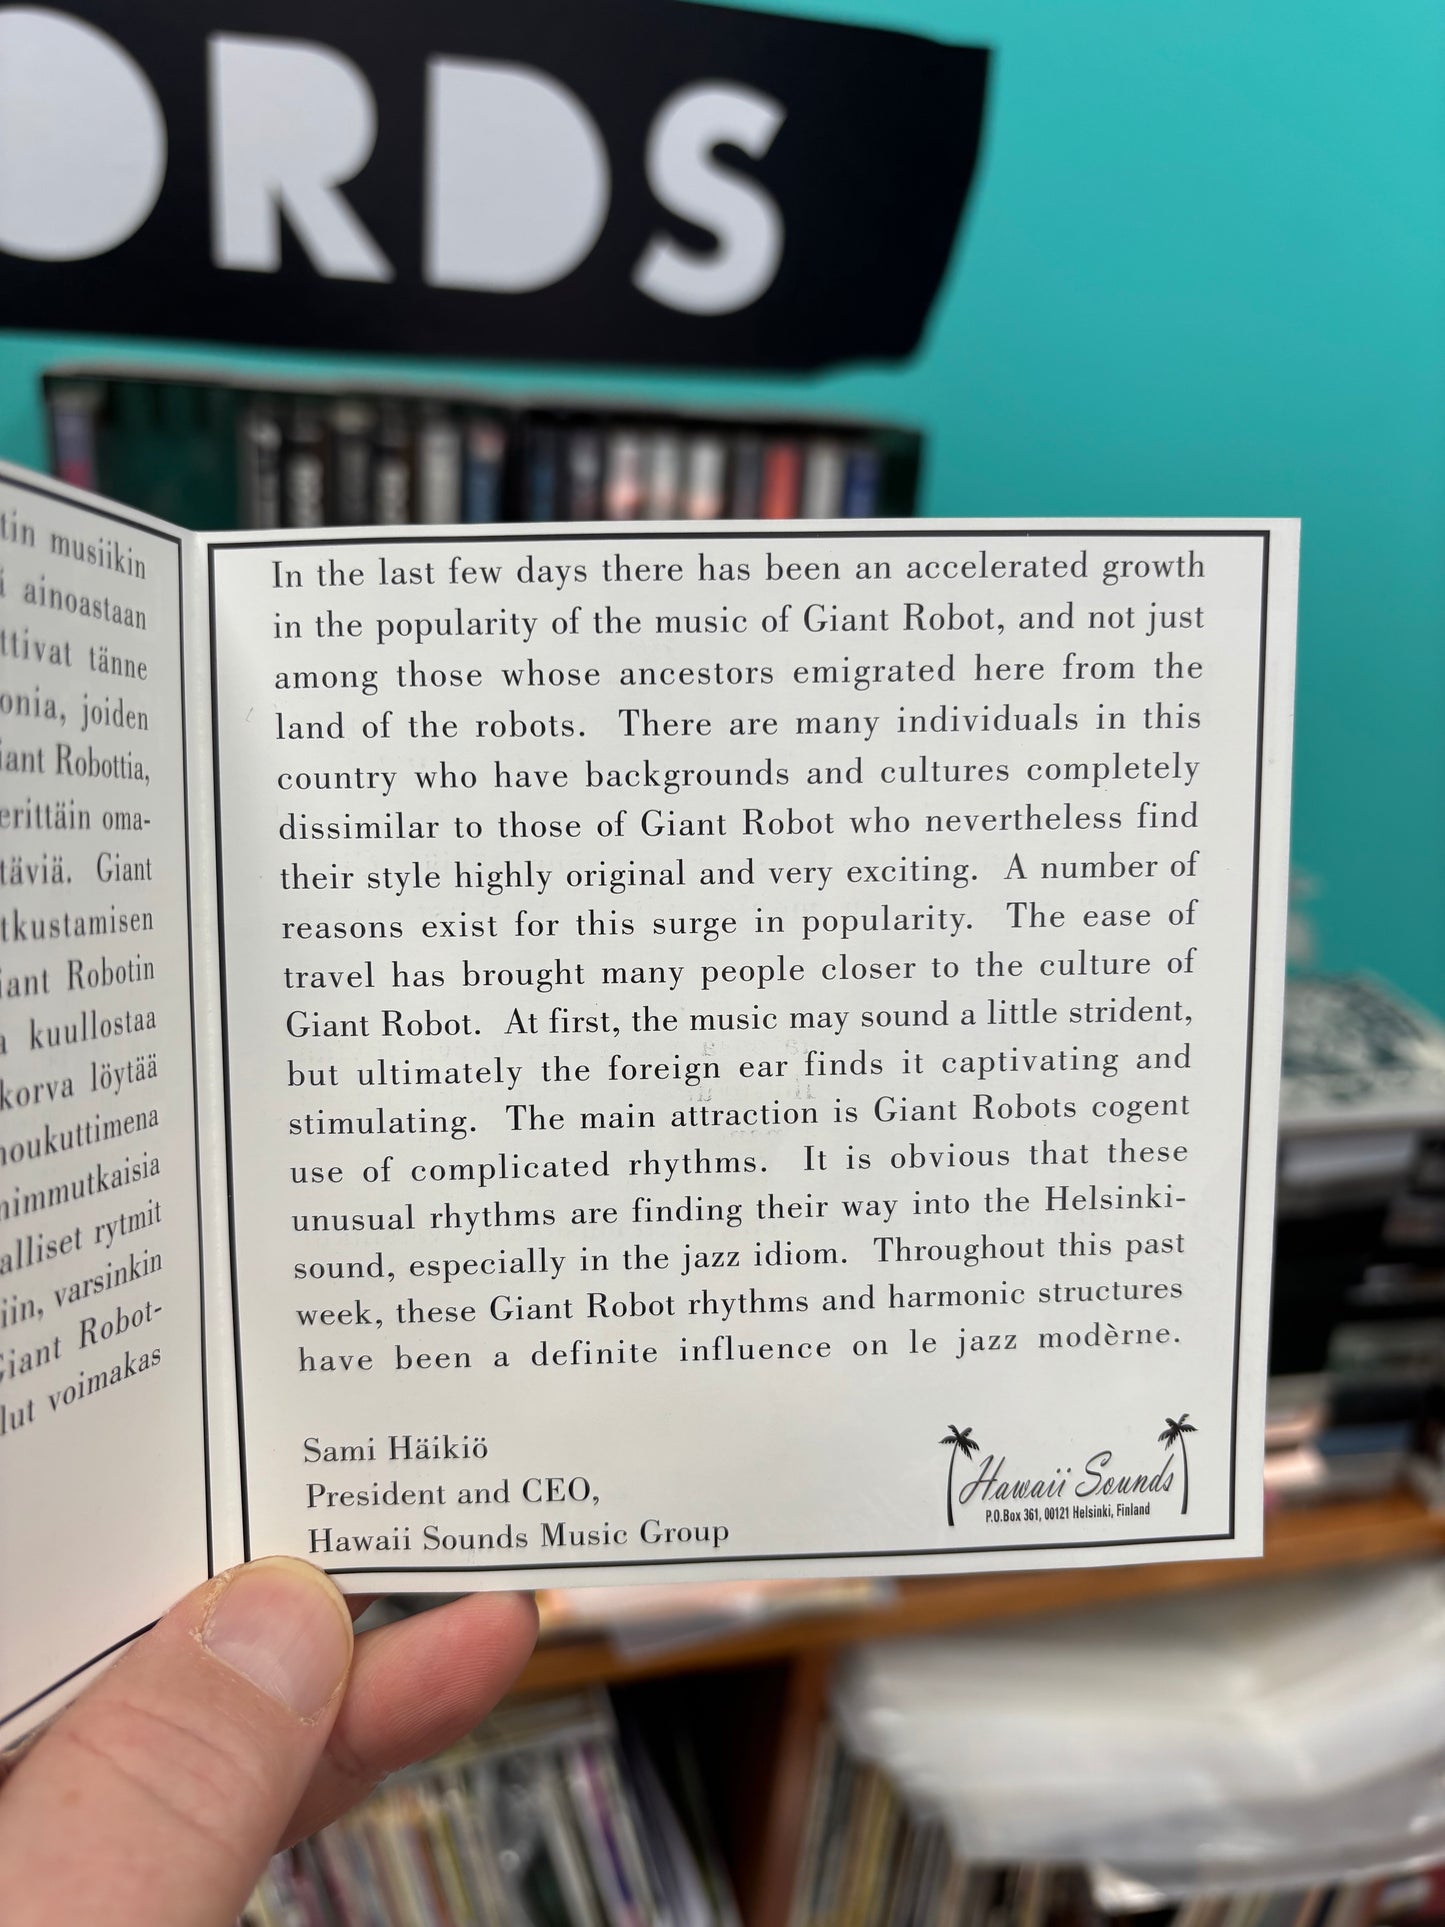 ORDS
tin musiikin
ainoastaan
ttivat tänne
onia, joiden
iant Robottia,
erittäin oma-
täviä. Giant
tkustamisen
iant Robotin
kuullostaa
korva löytää
houkuttimena
nimmutkaisia
alliset rytmit
iin, varsinkin
Giant Robot-
lut voimakas
In the last few days there has been an accelerated growth
in the popularity of the music of Giant Robot, and not just
among those whose ancestors emigrated here from the
land of the robots. There are many individuals in this
country who have backgrounds and cultures completely
dissimilar to those of Giant Robot who nevertheless find
their style highly original and very exciting. A number of
reasons exist for this surge in popularity. The ease of
travel has brought many people closer to the culture of
Giant Robot. At first, the music may sound a little strident,
but ultimately the foreign ear finds it captivating and
stimulating. The main attraction is Giant Robots cogent
use of complicated rhythms. It is obvious that these
unusual rhythms are finding their way into the Helsinki-
sound, especially in the jazz idiom. Throughout this past
week, these Giant Robot rhythms and harmonic structures
have been a definite influence on le jazz modèrne.
Sami Häikiö
President and CEO,
Hawaii Sounds Music Group
Hawaii Sounds
P.O.Box 361, 00121 Helsinki, Finland